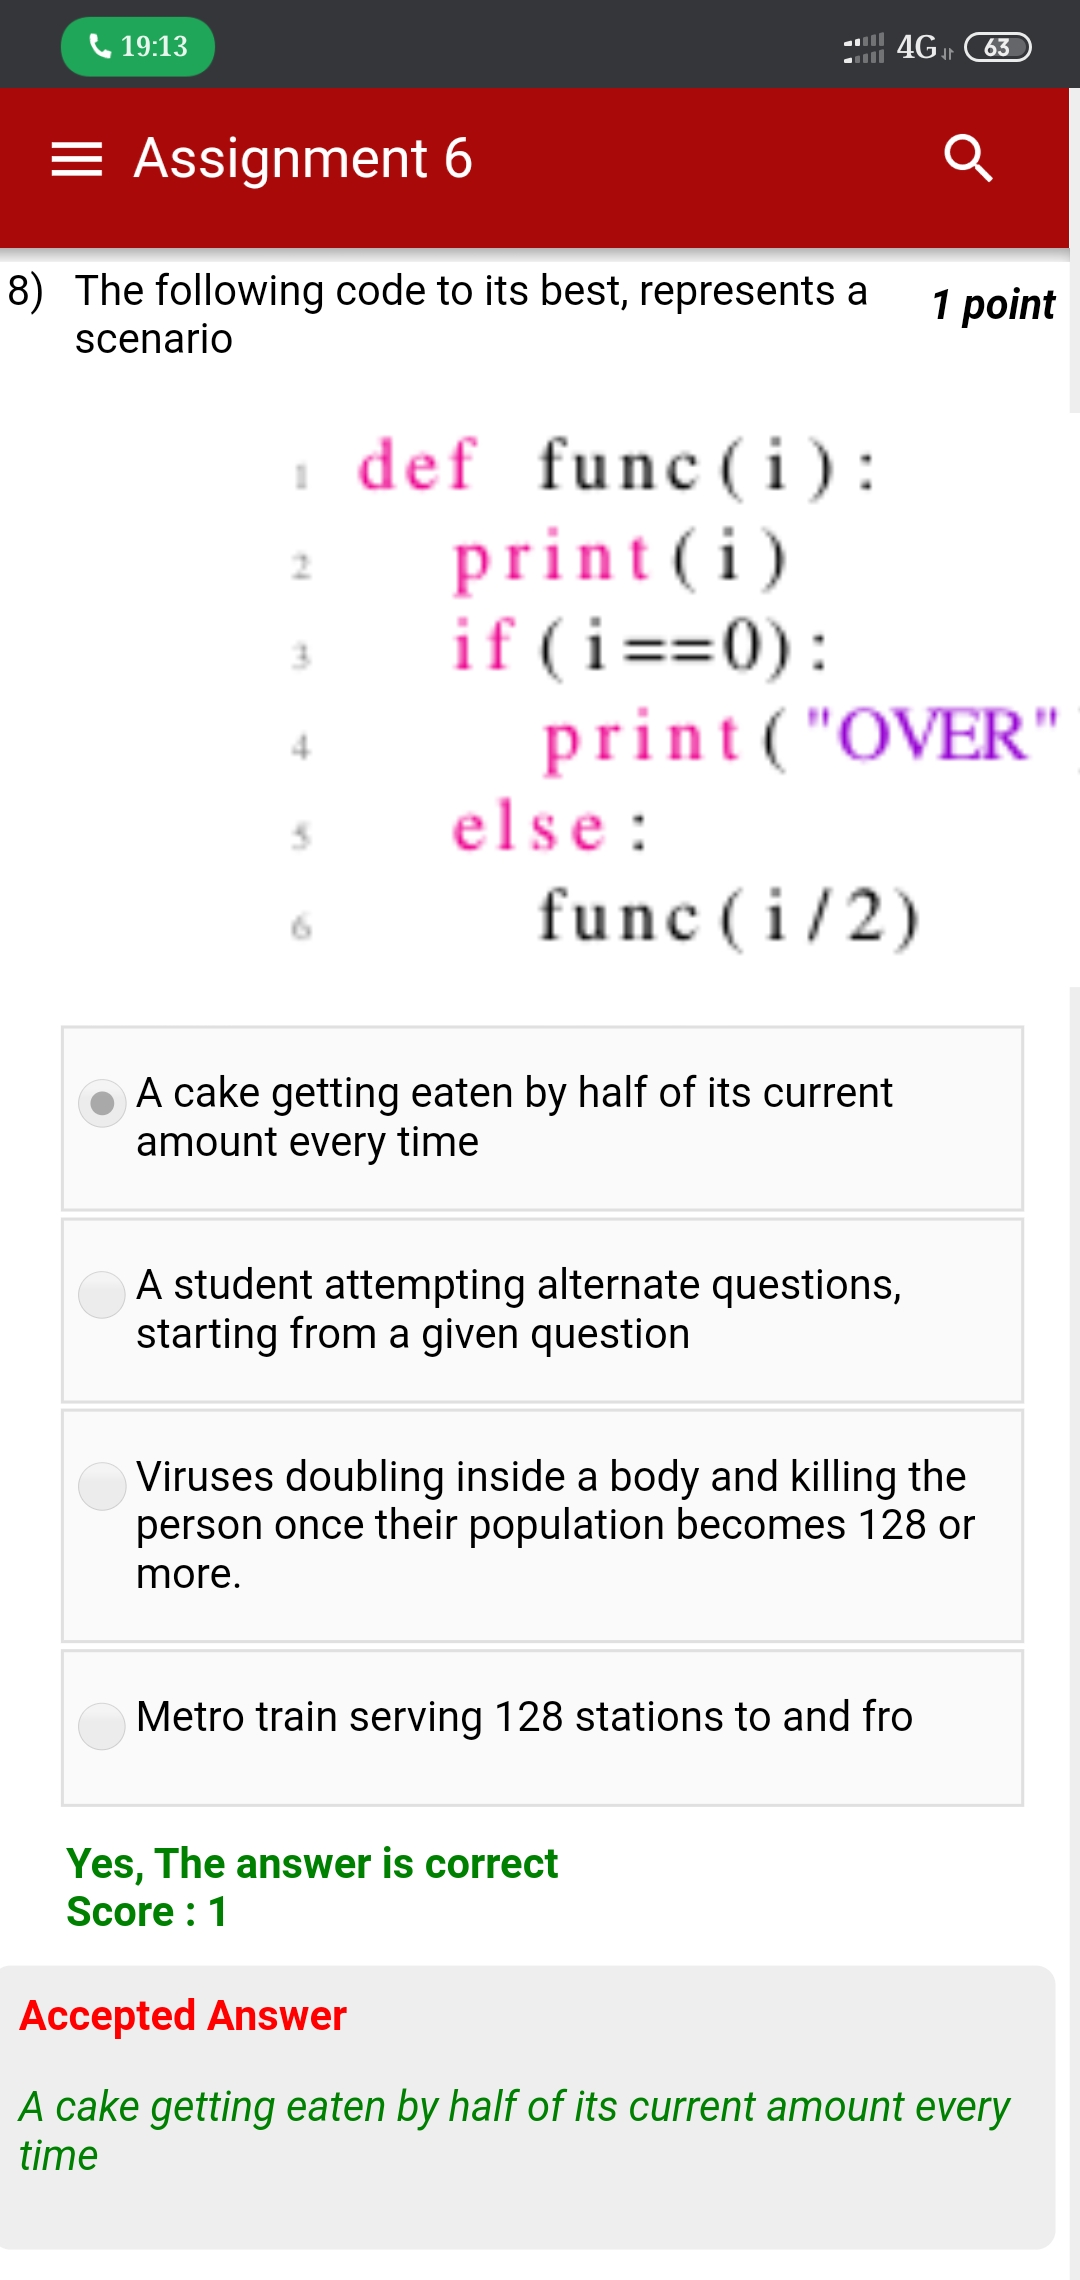 19:13 4G 63
Assignment 6
8) The following code to its best, represents a 1 point
scenario
1 def func(i):
2 print(i)
3 if(i==0):
4 print("OVER"
5 else:
6 func(i/2)
A cake getting eaten by half of its current
amount every time
A student attempting alternate questions,
starting from a given question
Viruses doubling inside a body and killing the
person once their population becomes 128 or
more.
Metro train serving 128 stations to and fro
Yes, The answer is correct
Score : 1
Accepted Answer
A cake getting eaten by half of its current amount every
time